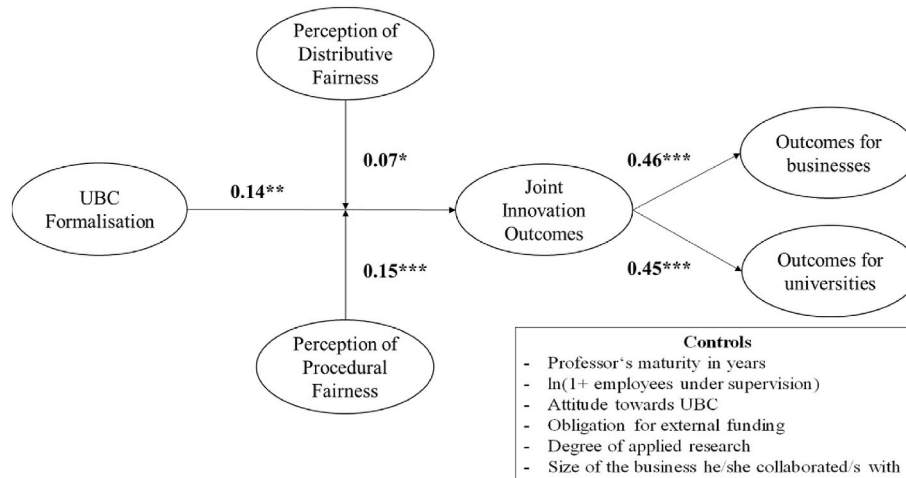 Perception of
Distributive
Fairness
0.07*
UBC
Formalisation
0.14**
Joint
Innovation
Outcomes
0.46***
Outcomes for
businesses
0.45***
Outcomes for
universities
0.15***
Perception of
Procedural
Fairness
Controls
- Professor‘s maturity in years
- ln(1+ employees under supervision)
- Attitude towards UBC
- Obligation for external funding
- Degree of applied research
- Size of the business he/she collaborated/s with